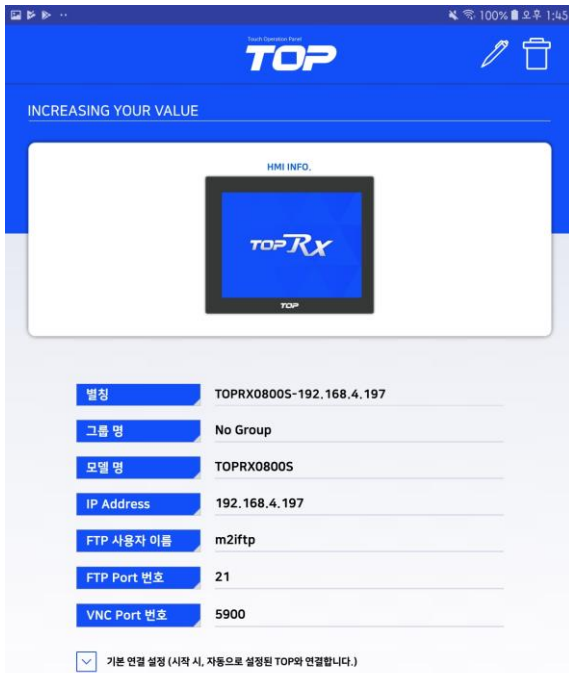 100% 오후 1:45
Touch Operation Panel
TOP
INCREASING YOUR VALUE
HMI INFO.
TOPRX
TOP
별칭 TOPRX0800S-192.168.4.197
그룹 명 No Group
모델 명 TOPRX0800S
IP Address 192.168.4.197
FTP 사용자 이름 m2iftp
FTP Port 번호 21
VNC Port 번호 5900
기본 연결 설정 (시작 시, 자동으로 설정된 TOP와 연결합니다.)